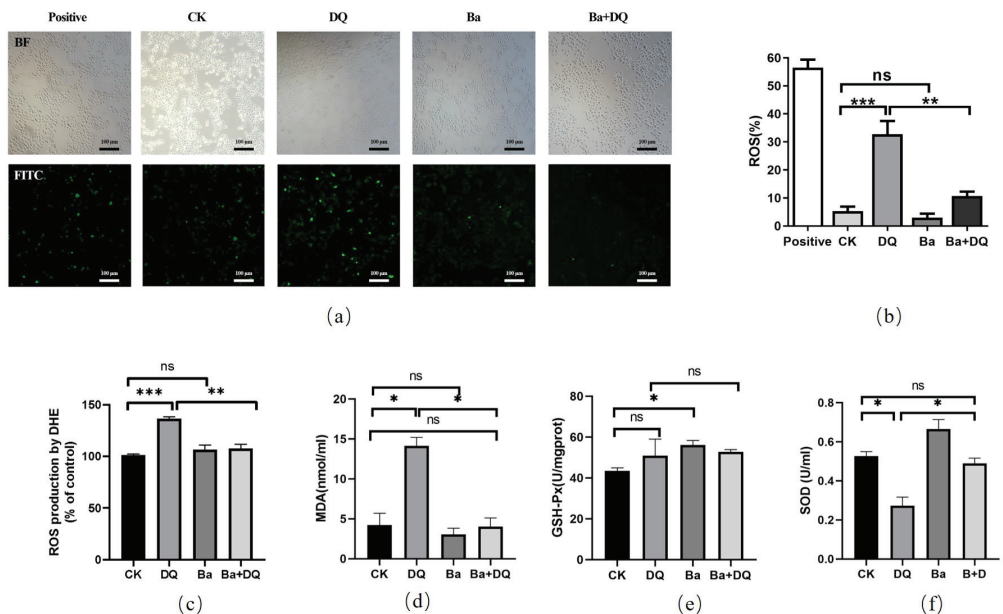 Positive CK DQ Ba Ba+DQ
BF
100 μm 100 μm 100 μm 100 μm 100 μm
FITC
100 μm 100 μm 100 μm 100 μm 100 μm
(a)
ROS(%)
60
50
40
30
20
10
0
ns
*** **
Positive CK DQ Ba Ba+DQ
(b)
ROS production by DHE
(% of control)
150
100
50
0
ns
*** **
CK DQ Ba Ba+DQ
(c)
MDA(nmol/ml)
20
15
10
5
0
ns
* *
ns
CK DQ Ba Ba+DQ
(d)
GSH-Px(U/mgprot)
80
60
40
20
0
ns
*
ns
CK DQ Ba Ba+DQ
(e)
SOD (U/ml)
0.8
0.6
0.4
0.2
0.0
ns
* *
CK DQ Ba B+D
(f)